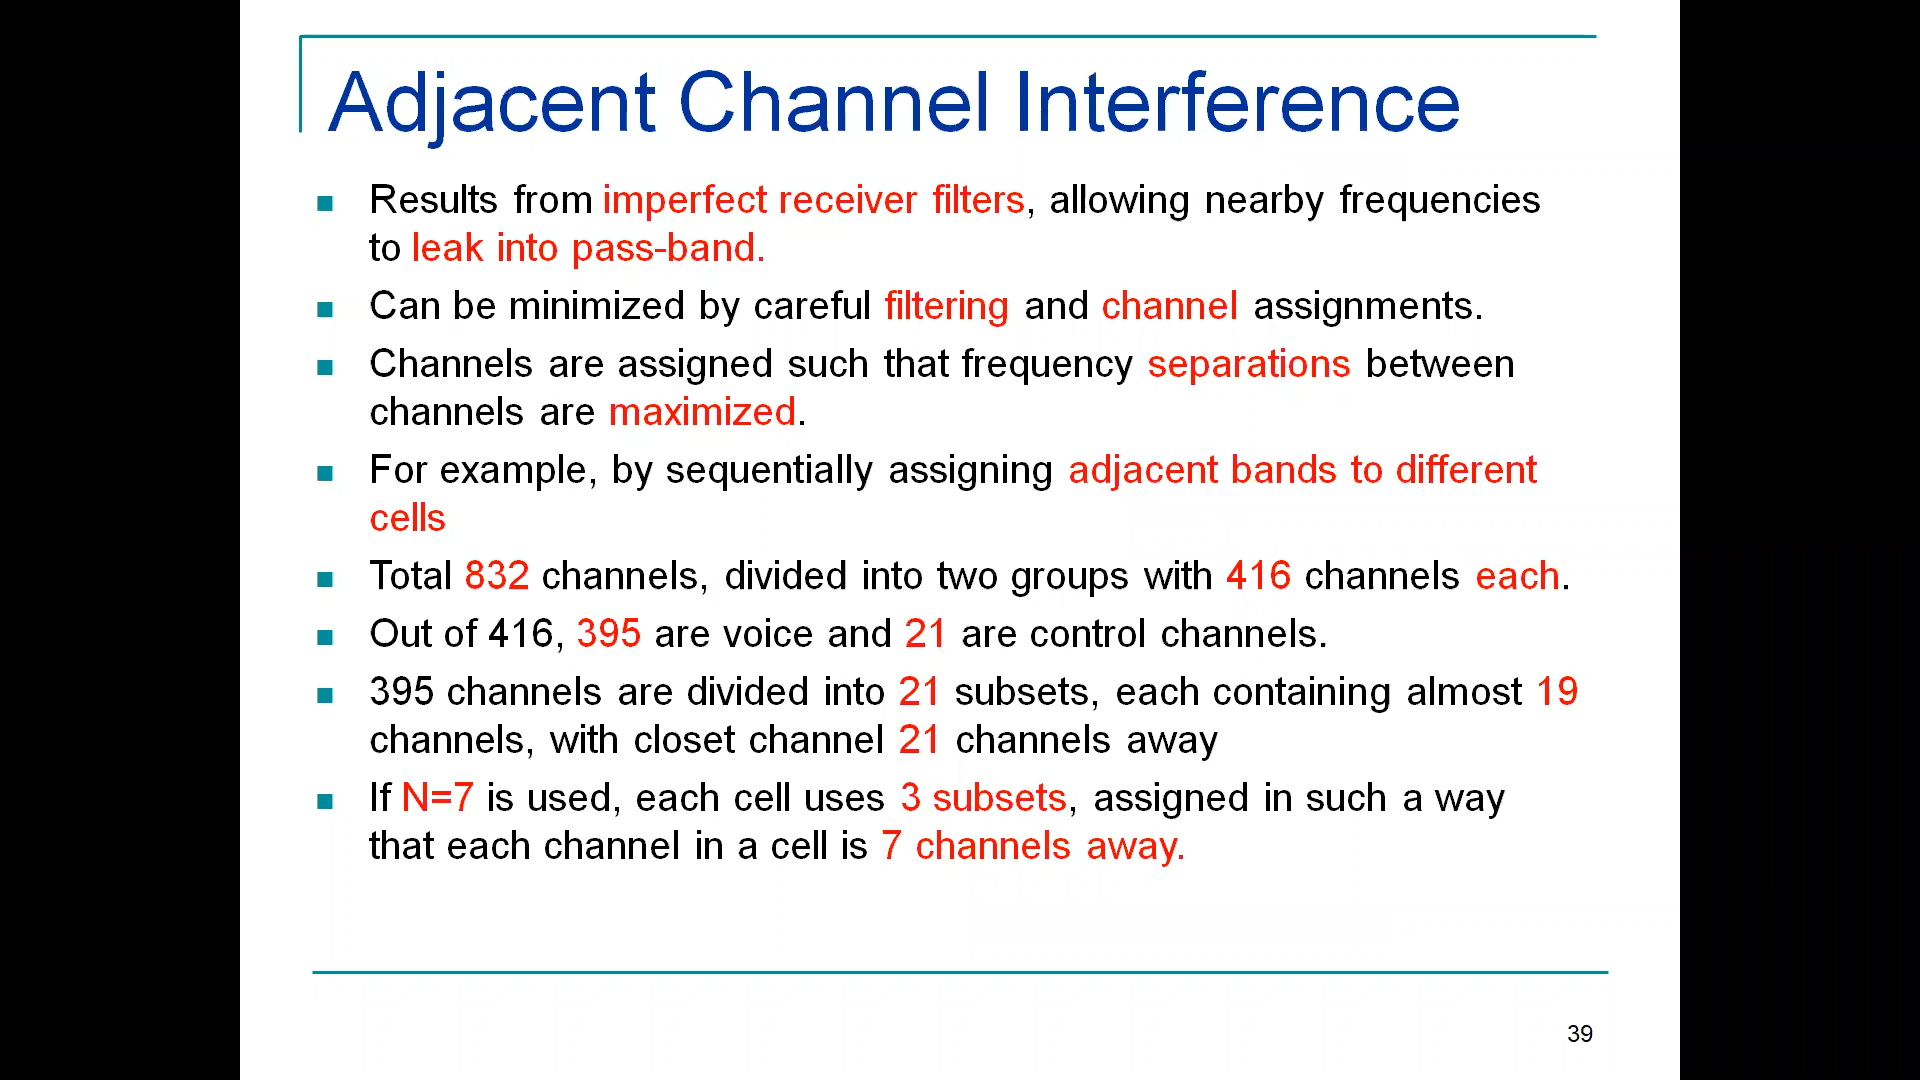 Adjacent Channel Interference
Results from imperfect receiver filters, allowing nearby frequencies
to leak into pass-band.
Can be minimized by careful filtering and channel assignments.
Channels are assigned such that frequency separations between
channels are maximized.
For example, by sequentially assigning adjacent bands to different
cells
Total 832 channels, divided into two groups with 416 channels each.
Out of 416, 395 are voice and 21 are control channels.
395 channels are divided into 21 subsets, each containing almost 19
channels, with closet channel 21 channels away
If N=7 is used, each cell uses 3 subsets, assigned in such a way
that each channel in a cell is 7 channels away.
39